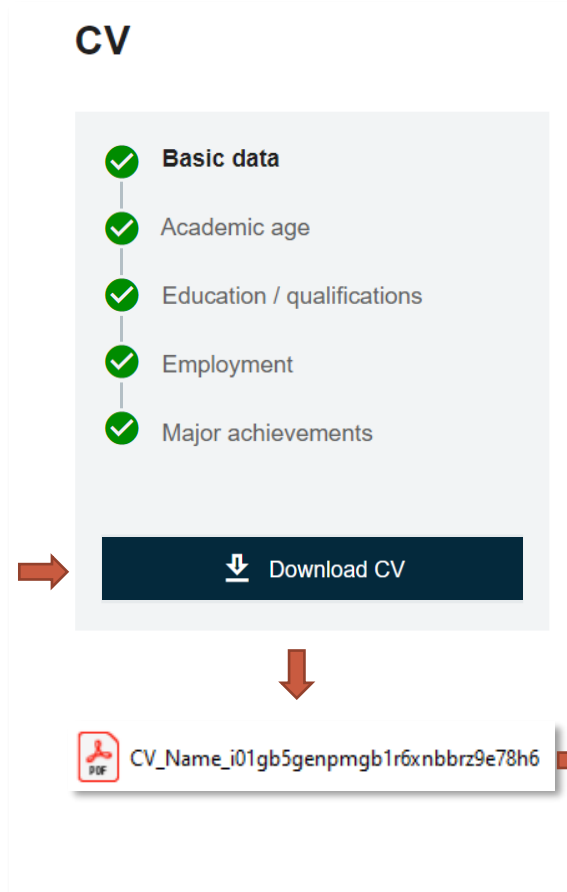 CV
Basic data
Academic age
Education / qualifications
Employment
Major achievements
Download CV
PDF
CV_Name_i01gb5genpmgb1r6xnbbrz9e78h6